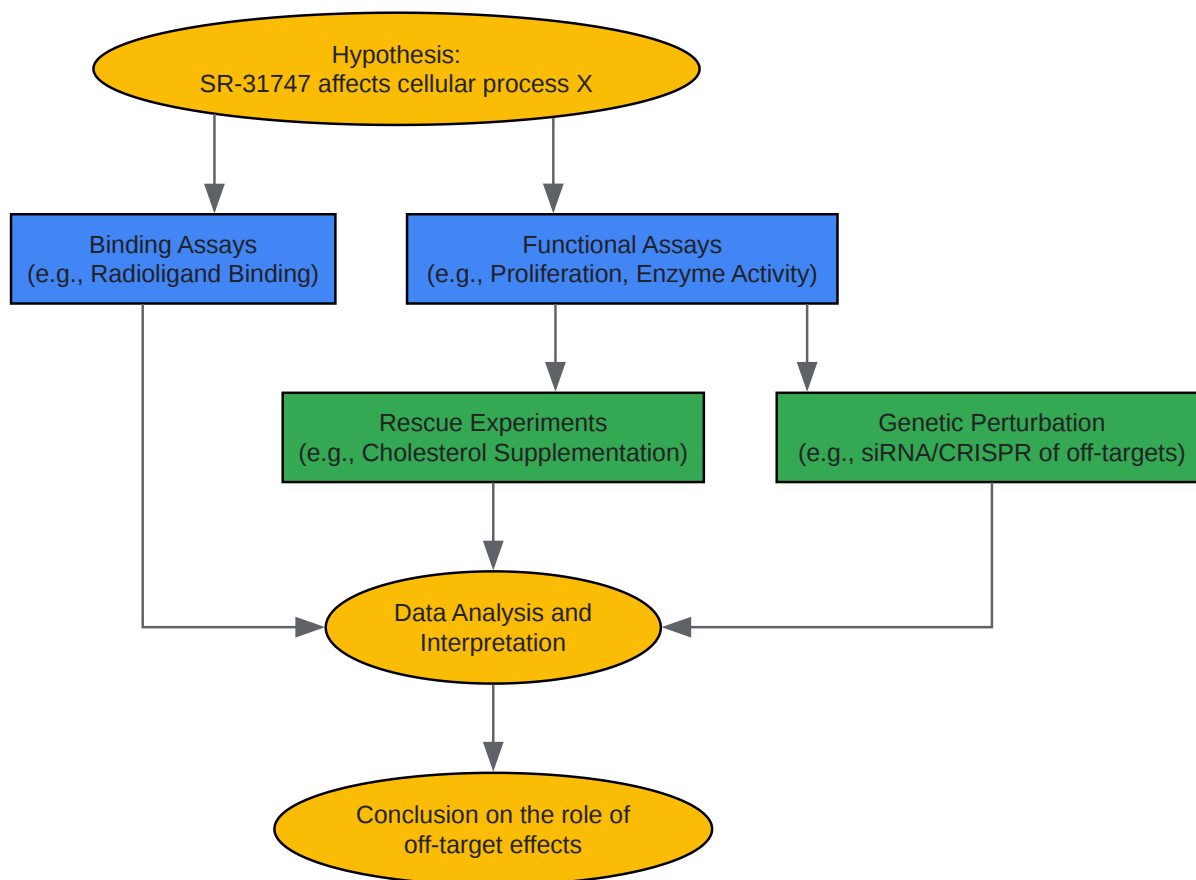 Hypothesis:
SR-31747 affects cellular process X
Binding Assays
(e.g., Radioligand Binding)
Functional Assays
(e.g., Proliferation, Enzyme Activity)
Rescue Experiments
(e.g., Cholesterol Supplementation)
Genetic Perturbation
(e.g., siRNA/CRISPR of off-targets)
Data Analysis and
Interpretation
Conclusion on the role of
off-target effects